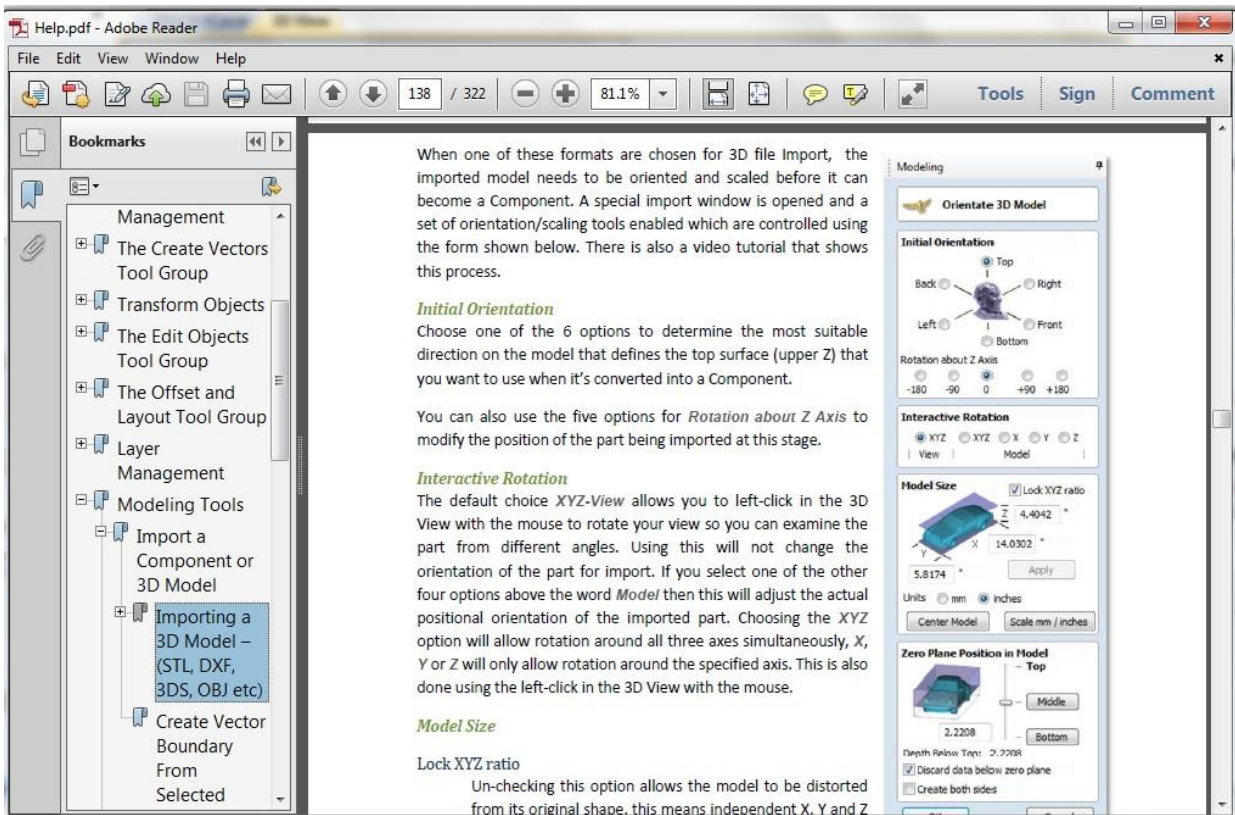 Help.pdf - Adobe Reader
3D View
File Edit View Window Help
138 / 322
81.1%
Tools Sign Comment
Bookmarks
Management
The Create Vectors
Tool Group
Transform Objects
The Edit Objects
Tool Group
The Offset and
Layout Tool Group
Layer
Management
Modeling Tools
Import a
Component or
3D Model
Importing a
3D Model –
(STL, DXF,
3DS, OBJ etc)
Create Vector
Boundary
From
Selected
When one of these formats are chosen for 3D file Import, the
imported model needs to be oriented and scaled before it can
become a Component. A special import window is opened and a
set of orientation/scaling tools enabled which are controlled using
the form shown below. There is also a video tutorial that shows
this process.
Initial Orientation
Choose one of the 6 options to determine the most suitable
direction on the model that defines the top surface (upper Z) that
you want to use when it's converted into a Component.
You can also use the five options for Rotation about Z Axis to
modify the position of the part being imported at this stage.
Interactive Rotation
The default choice XYZ-View allows you to left-click in the 3D
View with the mouse to rotate your view so you can examine the
part from different angles. Using this will not change the
orientation of the part for import. If you select one of the other
four options above the word Model then this will adjust the actual
positional orientation of the imported part. Choosing the XYZ
option will allow rotation around all three axes simultaneously, X,
Y or Z will only allow rotation around the specified axis. This is also
done using the left-click in the 3D View with the mouse.
Model Size
Lock XYZ ratio
Un-checking this option allows the model to be distorted
from its original shape, this means independent X, Y and Z
Modeling
Orientate 3D Model
Initial Orientation
Top
Back Right
Left Front
Bottom
Rotation about Z Axis
-180 -90 0 +90 +180
Interactive Rotation
XYZ XYZ X Y Z
| View | Model |
Model Size
Lock XYZ ratio
Z 4.4042 "
X 14.0302 "
Y
5.8174 " Apply
Units mm inches
Center Model Scale mm / inches
Zero Plane Position in Model
Top
Middle
2.2208
Bottom
Depth Below Top: 2.2208
Discard data below zero plane
Create both sides